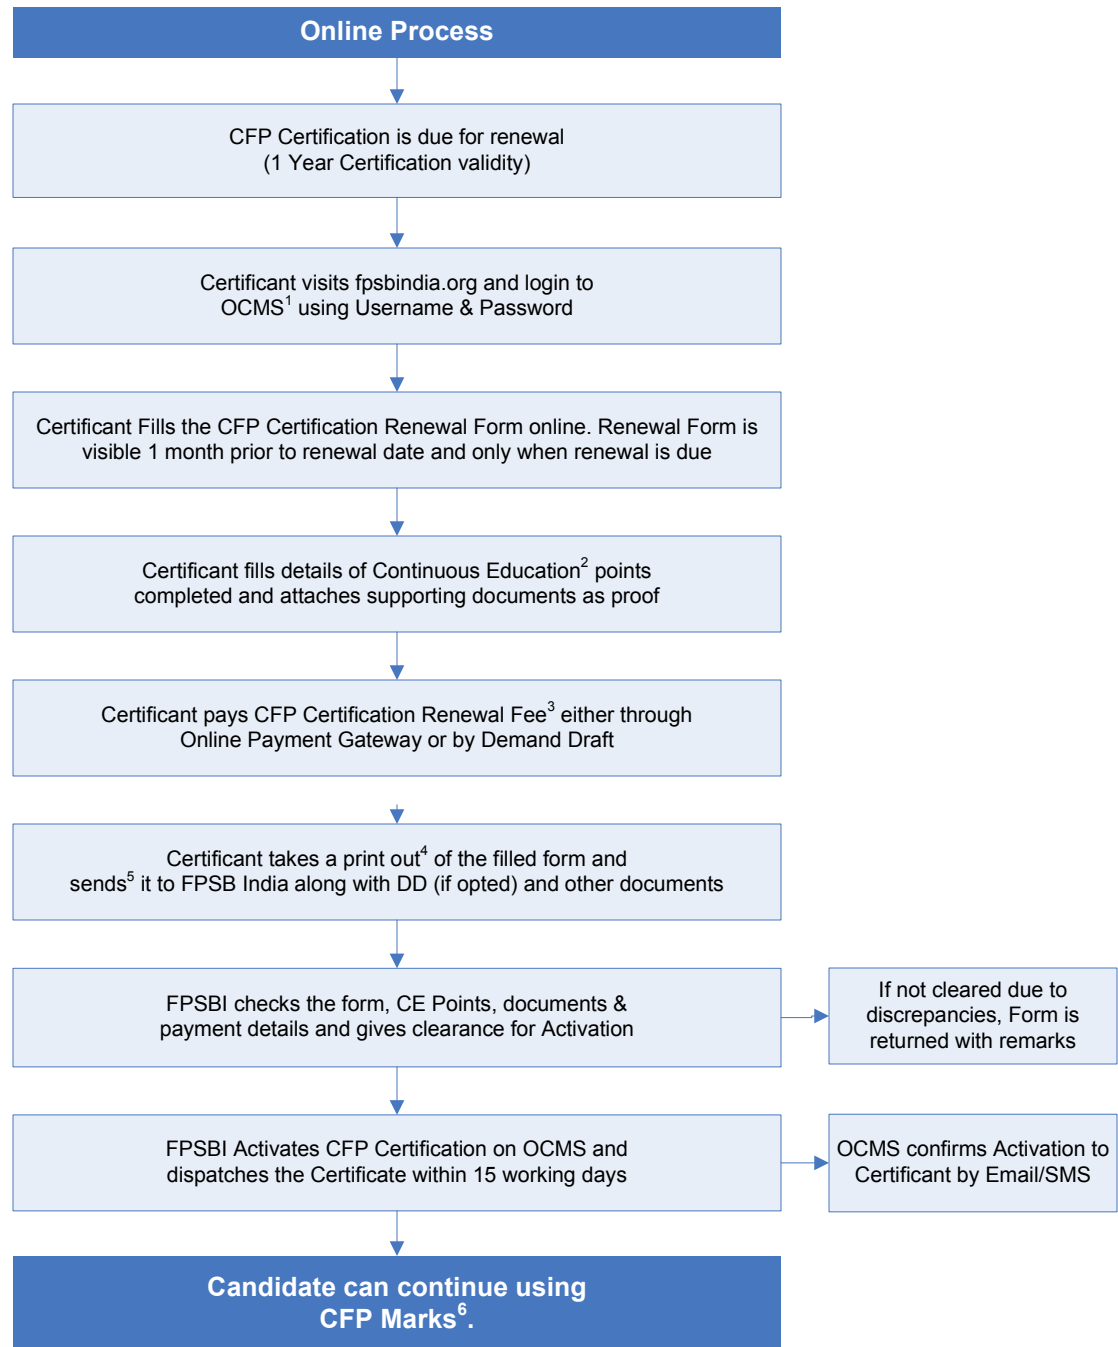 Online Process
CFP Certification is due for renewal
(1 Year Certification validity)
Certificant visits fpsbindia.org and login to
OCMS¹ using Username & Password
Certificant Fills the CFP Certification Renewal Form online. Renewal Form is
visible 1 month prior to renewal date and only when renewal is due
Certificant fills details of Continuous Education² points
completed and attaches supporting documents as proof
Certificant pays CFP Certification Renewal Fee³ either through
Online Payment Gateway or by Demand Draft
Certificant takes a print out⁴ of the filled form and
sends⁵ it to FPSB India along with DD (if opted) and other documents
FPSBI checks the form, CE Points, documents &
payment details and gives clearance for Activation
If not cleared due to
discrepancies, Form is
returned with remarks
FPSBI Activates CFP Certification on OCMS and
dispatches the Certificate within 15 working days
OCMS confirms Activation to
Certificant by Email/SMS
Candidate can continue using
CFP Marks⁶.